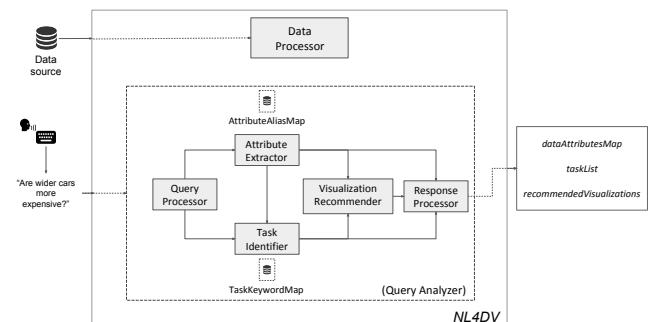 Data
Processor
Data
source
AttributeAliasMap
Attribute
Extractor
"Are wider cars
more
expensive?"
Query
Processor
Visualization
Recommender
Response
Processor
Task
Identifier
TaskKeywordMap
(Query Analyzer)
NL4DV
dataAttributesMap
taskList
recommendedVisualizations